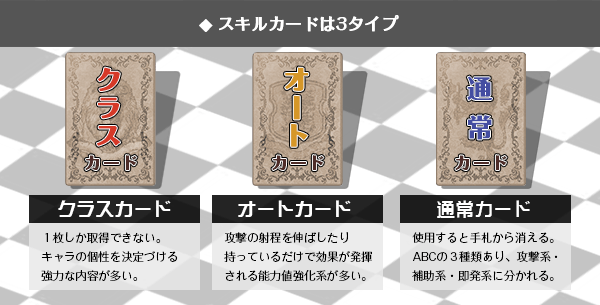 ◆ スキルカードは3タイプ
クラス
カード
オート
カード
通常
カード
クラスカード
１枚しか取得できない。
キャラの個性を決定づける
強力な内容が多い。
オートカード
攻撃の射程を伸ばしたり
持っているだけで効果が発揮
される能力値強化系が多い。
通常カード
使用すると手札から消える。
ABCの３種類あり、攻撃系・
補助系・即発系に分かれる。